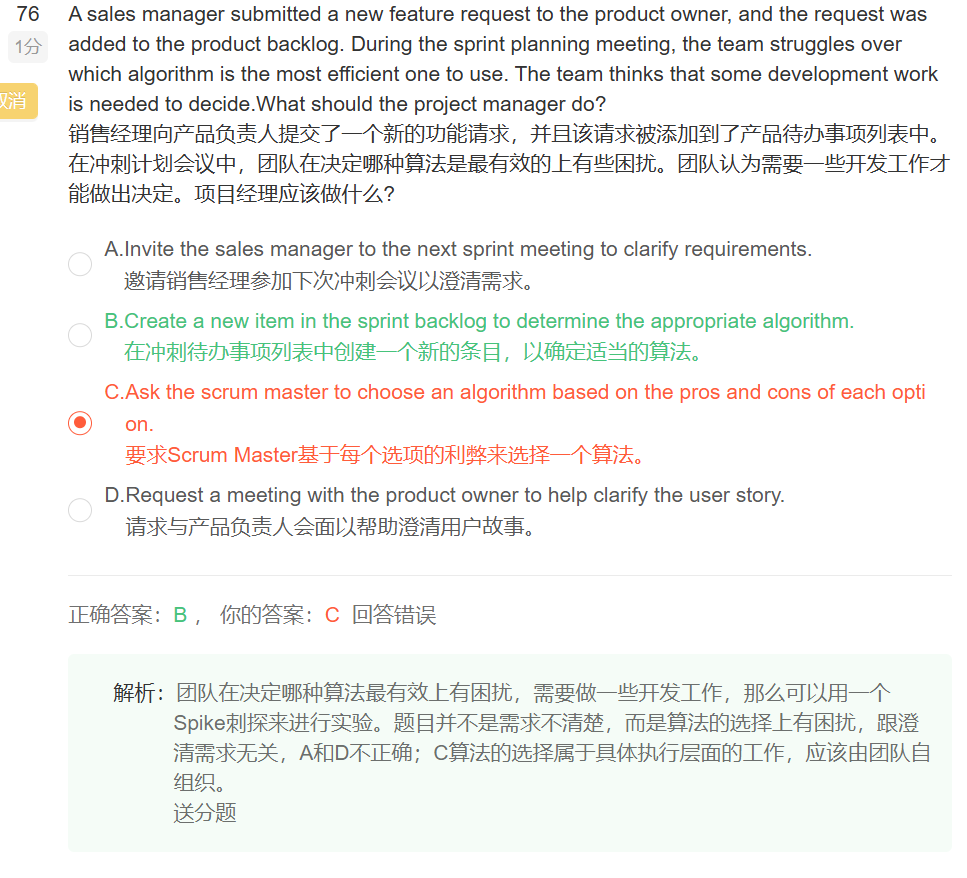 76
A sales manager submitted a new feature request to the product owner, and the request was
1分
added to the product backlog. During the sprint planning meeting, the team struggles over
which algorithm is the most efficient one to use. The team thinks that some development work
取消
is needed to decide.What should the project manager do?
销售经理向产品负责人提交了一个新的功能请求，并且该请求被添加到了产品待办事项列表中。
在冲刺计划会议中，团队在决定哪种算法是最有效的上有些困扰。团队认为需要一些开发工作才
能做出决定。项目经理应该做什么?
A.Invite the sales manager to the next sprint meeting to clarify requirements.
邀请销售经理参加下次冲刺会议以澄清需求。
B.Create a new item in the sprint backlog to determine the appropriate algorithm.
在冲刺待办事项列表中创建一个新的条目，以确定适当的算法。
C.Ask the scrum master to choose an algorithm based on the pros and cons of each opti
on.
要求Scrum Master基于每个选项的利弊来选择一个算法。
D.Request a meeting with the product owner to help clarify the user story.
请求与产品负责人会面以帮助澄清用户故事。
正确答案：B ， 你的答案：C 回答错误
解析：团队在决定哪种算法最有效上有困扰，需要做一些开发工作，那么可以用一个
Spike刺探来进行实验。题目并不是需求不清楚，而是算法的选择上有困扰，跟澄
清需求无关，A和D不正确；C算法的选择属于具体执行层面的工作，应该由团队自
组织。
送分题